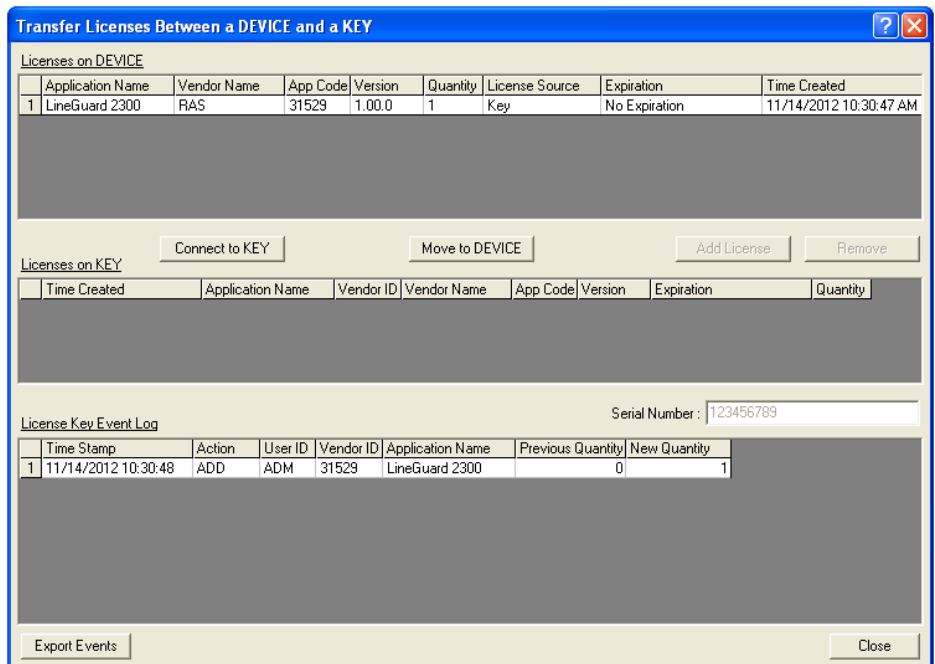 Transfer Licenses Between a DEVICE and a KEY
Licenses on DEVICE
Application Name Vendor Name App Code Version Quantity License Source Expiration Time Created
1 LineGuard 2300 RAS 31529 1.00.0 1 Key No Expiration 11/14/2012 10:30:47 AM
Connect to KEY Move to DEVICE Add License Remove
Licenses on KEY
Time Created Application Name Vendor ID Vendor Name App Code Version Expiration Quantity
Serial Number : 123456789
License Key Event Log
Time Stamp Action User ID Vendor ID Application Name Previous Quantity New Quantity
1 11/14/2012 10:30:48 ADD ADM 31529 LineGuard 2300 0 1
Export Events Close